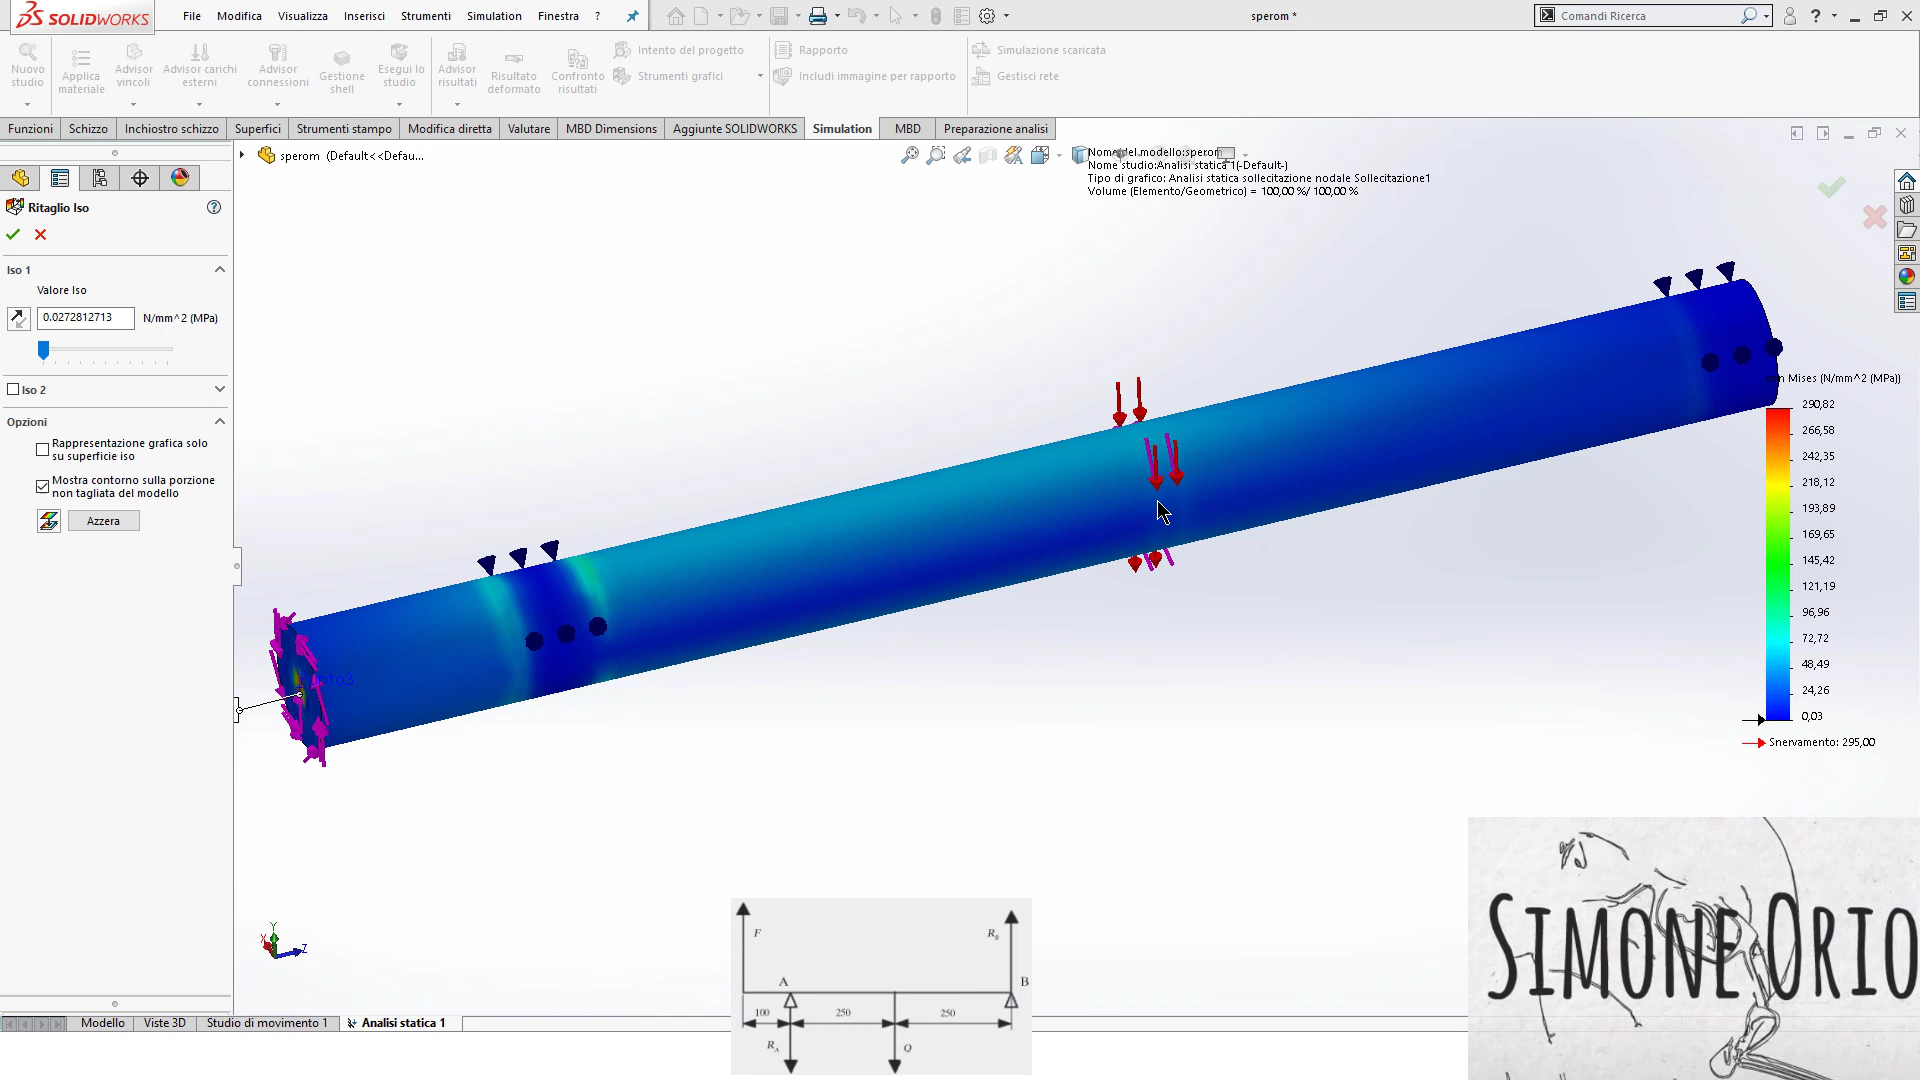 SOLIDWORKS
File Modifica Visualizza Inserisci Strumenti Simulation Finestra ?
sperom *
Comandi Ricerca
?
Nuovo studio
Applica materiale
Advisor vincoli
Advisor carichi esterni
Advisor connessioni
Gestione shell
Esegui lo studio
Advisor risultati
Risultato deformato
Confronto risultati
Intento del progetto
Strumenti grafici
Rapporto
Includi immagine per rapporto
Simulazione scaricata
Gestisci rete
Funzioni Schizzo Inchiostro schizzo Superfici Strumenti stampo Modifica diretta Valutare MBD Dimensions Aggiunte SOLIDWORKS Simulation MBD Preparazione analisi
sperom (Default<<Defau...
Nome del modello:sperom
Nome studio:Analisi statica 1(-Default-)
Tipo di grafico: Analisi statica sollecitazione nodale Sollecitazione1
Volume (Elemento/Geometrico) = 100,00 %/ 100,00 %
Ritaglio Iso
Iso 1
Valore Iso
0.0272812713 N/mm^2 (MPa)
Iso 2
Opzioni
Rappresentazione grafica solo
su superficie iso
Mostra contorno sulla porzione
non tagliata del modello
Azzera
Mises (N/mm^2 (MPa))
290,82
266,58
242,35
218,12
193,89
169,65
145,42
121,19
96,96
72,72
48,49
24,26
0,03
Snervamento: 295,00
Y
X
Z
F
R_B
A
B
100
250
250
R_A
Q
SIMONE ORIO
Modello Viste 3D Studio di movimento 1 Analisi statica 1